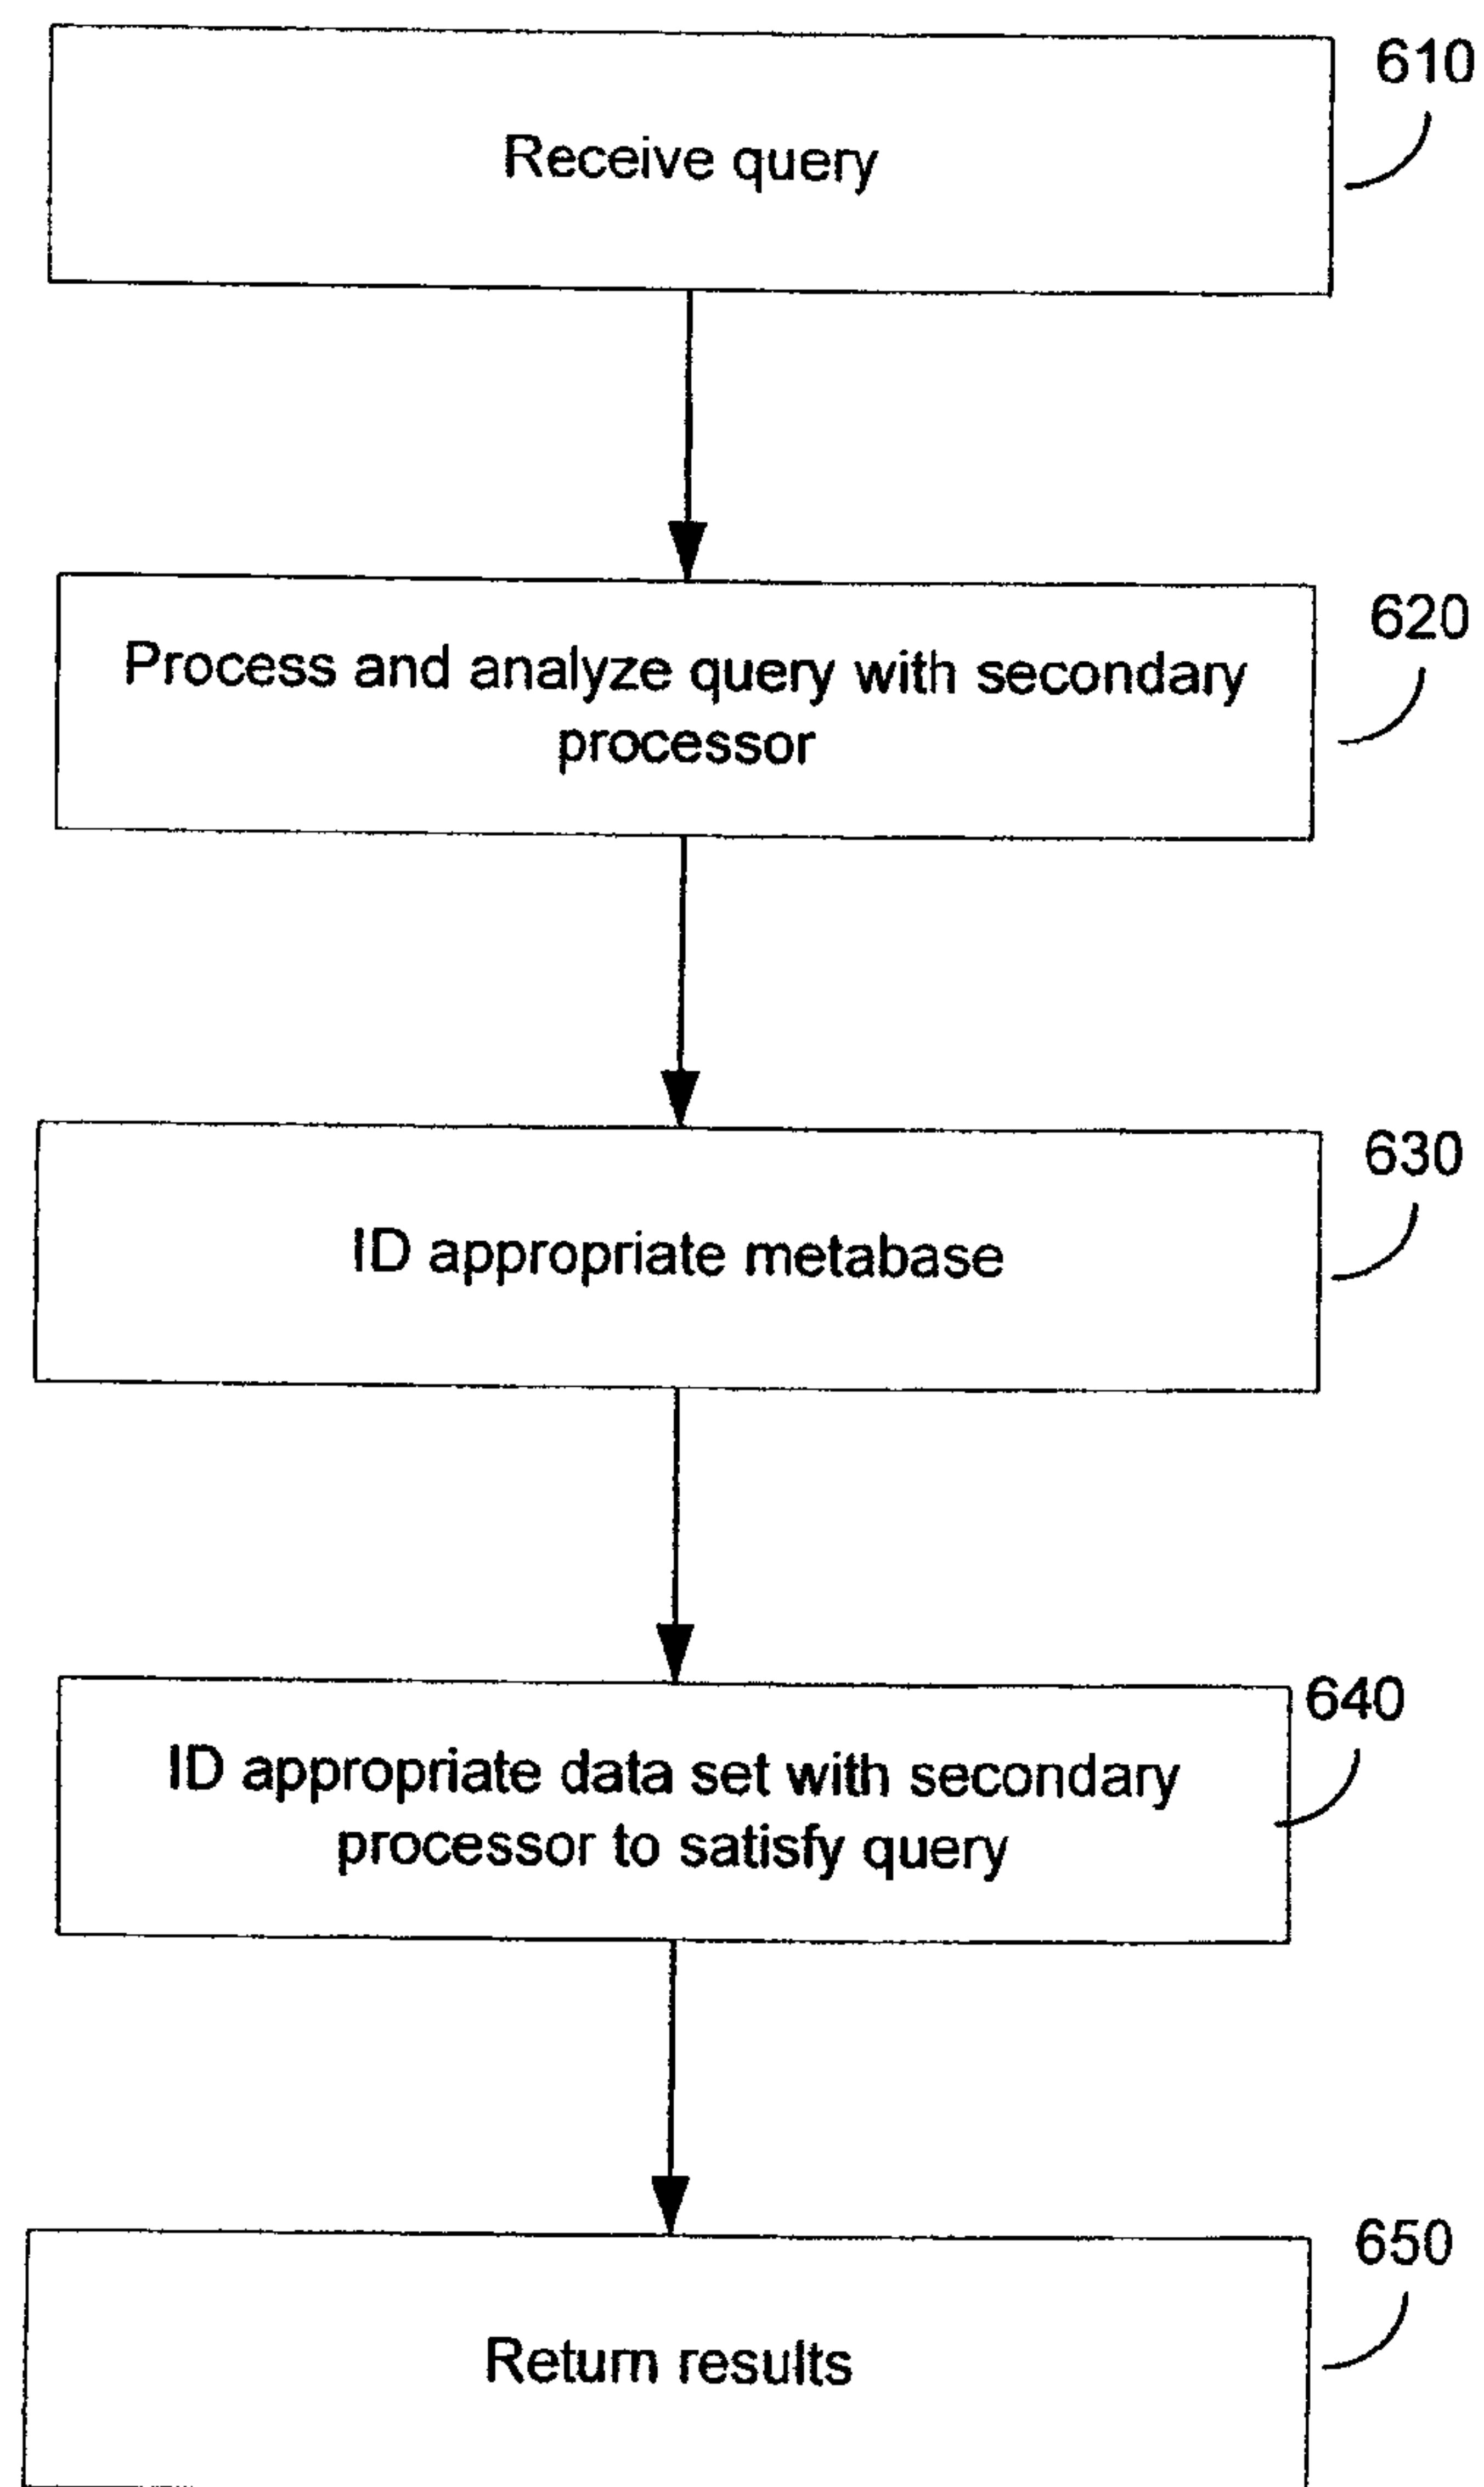 610
Receive query
620
Process and analyze query with secondary
processor
630
ID appropriate metabase
640
ID appropriate data set with secondary
processor to satisfy query
650
Return results